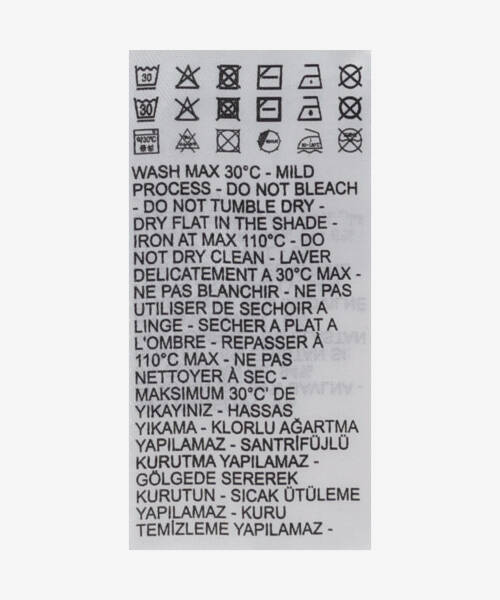 30
30
WASH MAX 30°C - MILD
PROCESS - DO NOT BLEACH
- DO NOT TUMBLE DRY -
DRY FLAT IN THE SHADE -
IRON AT MAX 110°C - DO
NOT DRY CLEAN - LAVER
DELICATEMENT A 30°C MAX -
NE PAS BLANCHIR - NE PAS
UTILISER DE SECHOIR A
LINGE - SECHER A PLAT A
L'OMBRE - REPASSER À
110°C MAX - NE PAS
NETTOYER À SEC -
MAKSIMUM 30°C' DE
YIKAYINIZ - HASSAS
YIKAMA - KLORLU AĞARTMA
YAPILAMAZ - SANTRİFÜJLÜ
KURUTMA YAPILAMAZ -
GÖLGEDE SEREREK
KURUTUN - SICAK ÜTÜLEME
YAPILAMAZ - KURU
TEMİZLEME YAPILAMAZ -